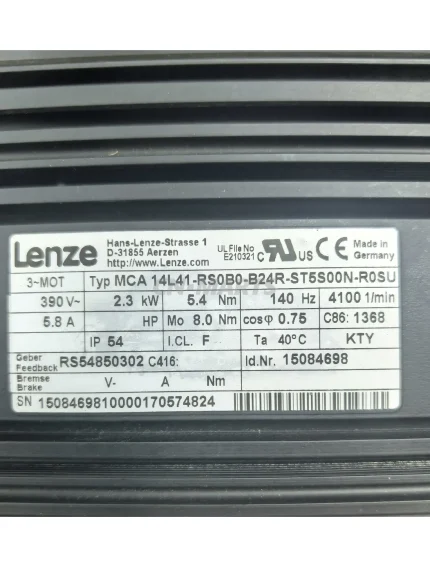 Lenze
Hans-Lenze-Strasse 1
D-31855 Aerzen
http://www.Lenze.com
UL File No
E210321
Made in
Germany
3~MOT Typ MCA 14L41-RS0B0-B24R-ST5S00N-R0SU
390 V~ 2.3 kW 5.4 Nm 140 Hz 4100 1/min
5.8 A HP Mo 8.0 Nm cosφ 0.75 C86: 1368
IP 54 I.CL. F Ta 40°C KTY
Geber
Feedback RS54850302 C416: Id.Nr. 15084698
Bremse
Brake V- A Nm
SN 1508469810000170574824